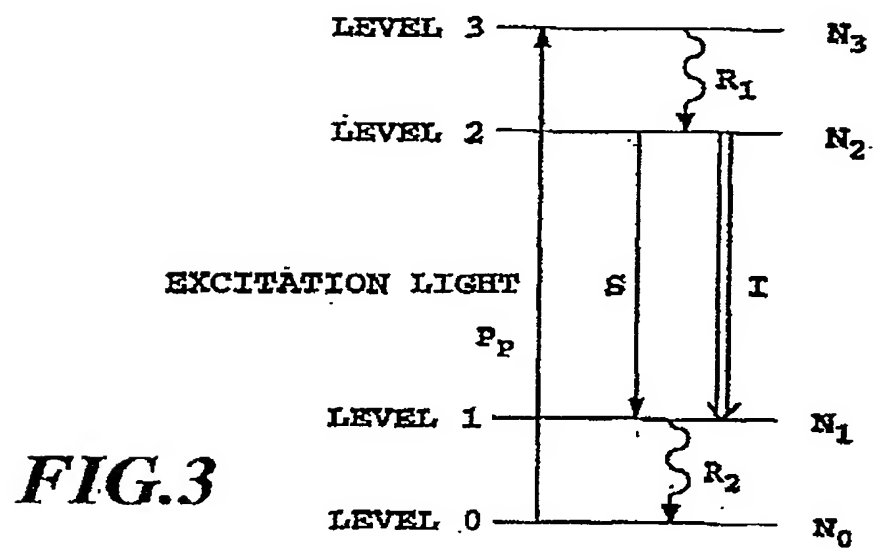 LEVEL 3 N3
R1
LEVEL 2 N2
EXCITATION LIGHT S I
Pp
LEVEL 1 N1
R2
FIG.3
LEVEL 0 N0